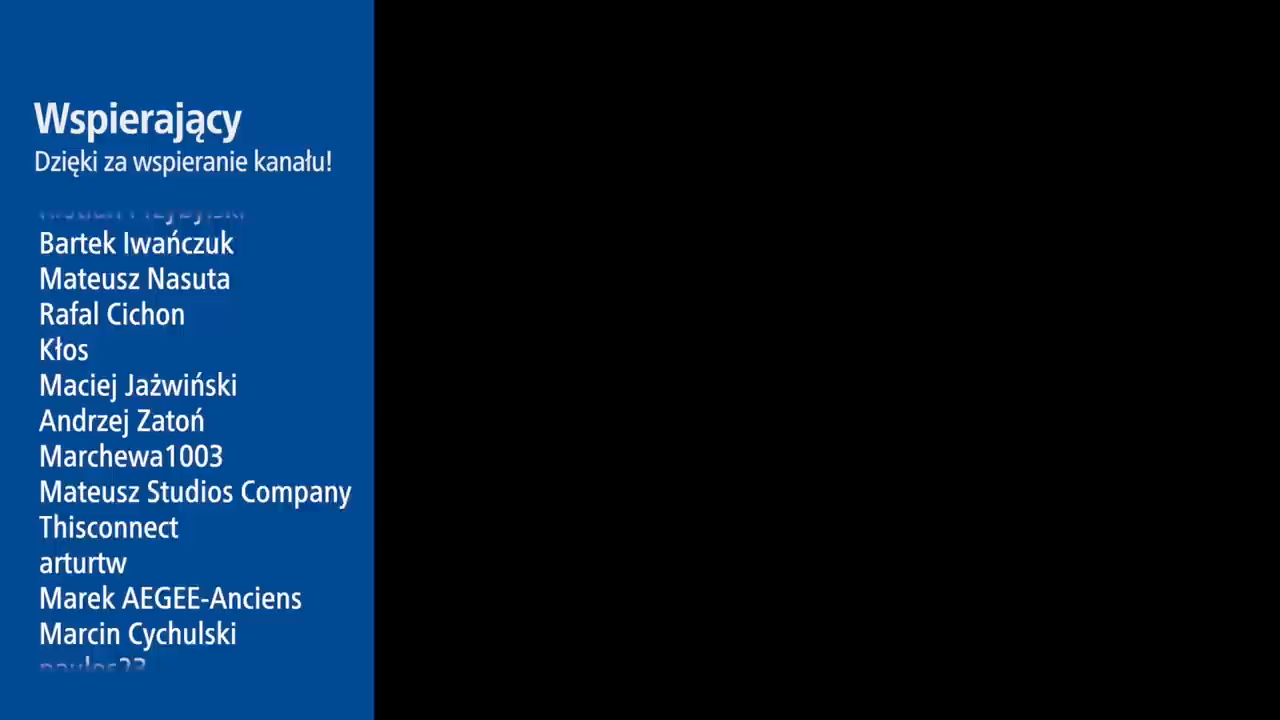 Wspierający
Dzięki za wspieranie kanału!
Bartek Iwańczuk
Mateusz Nasuta
Rafal Cichon
Kłos
Maciej Jażwiński
Andrzej Zatoń
Marchewa1003
Mateusz Studios Company
Thisconnect
arturtw
Marek AEGEE-Anciens
Marcin Cychulski